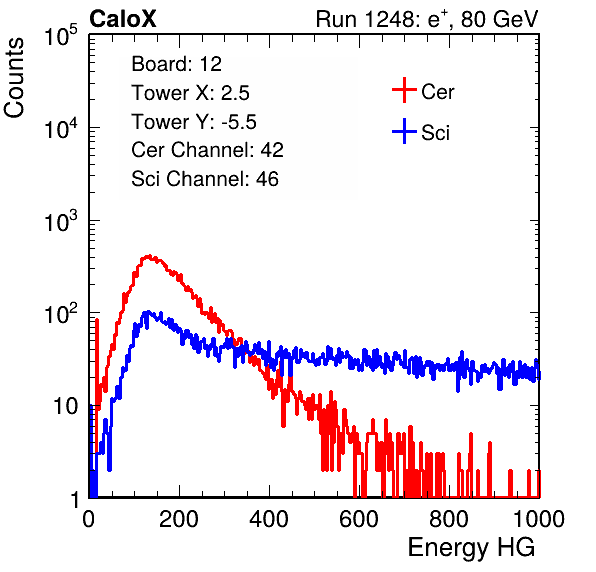 CaloX Run 1248: e⁺, 80 GeV
Counts
10⁵
10⁴
10³
10²
10
1
Board: 12
Tower X: 2.5
Tower Y: -5.5
Cer Channel: 42
Sci Channel: 46
Cer
Sci
0 200 400 600 800 1000
Energy HG